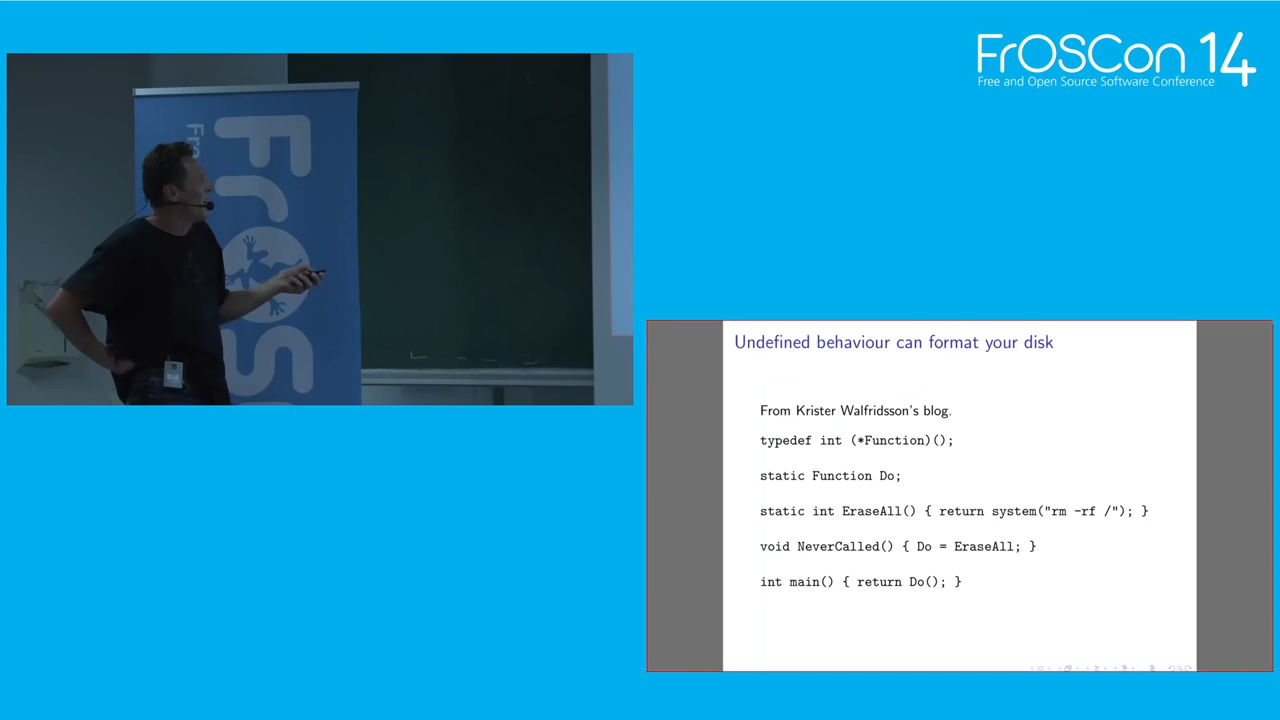 FrOSCon 14
Free and Open Source Software Conference
Fro
FrOS
Undefined behaviour can format your disk
From Krister Walfridsson's blog.
typedef int (*Function)();
static Function Do;
static int EraseAll() { return system("rm -rf /"); }
void NeverCalled() { Do = EraseAll; }
int main() { return Do(); }